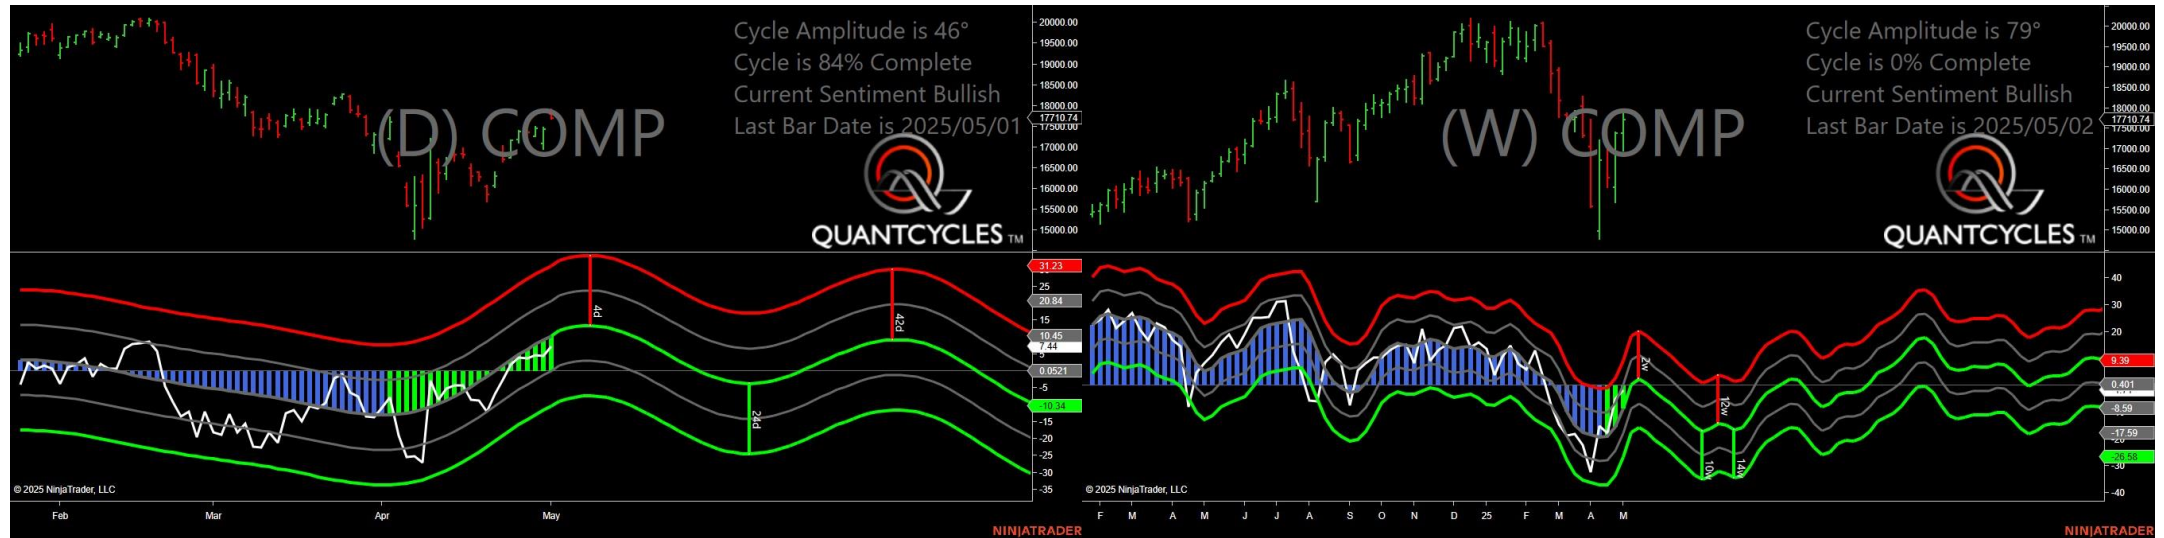 Cycle Amplitude is 46°
Cycle is 84% Complete
Current Sentiment Bullish
Last Bar Date is 2025/05/01
(D) COMP
QUANTCYCLES TM
20000.00
19500.00
19000.00
18500.00
18000.00
17710.74
17500.00
17000.00
16500.00
16000.00
15500.00
15000.00
31.23
25
20.84
15
10.45
7.44
5
0.0521
-5
-10.34
-15
-20
-25
-30
-35
4d
24d
42d
© 2025 NinjaTrader, LLC
Feb Mar Apr May
NINJATRADER
Cycle Amplitude is 79°
Cycle is 0% Complete
Current Sentiment Bullish
Last Bar Date is 2025/05/02
(W) COMP
QUANTCYCLES TM
20000.00
19500.00
19000.00
18500.00
18000.00
17710.74
17500.00
17000.00
16500.00
16000.00
15500.00
15000.00
40
30
20
9.39
0.401
-8.59
-17.59
-26.58
-30
-40
2w
10w
12w
14w
© 2025 NinjaTrader, LLC
F M A M J J A S O N D 25 F M A M
NINJATRADER